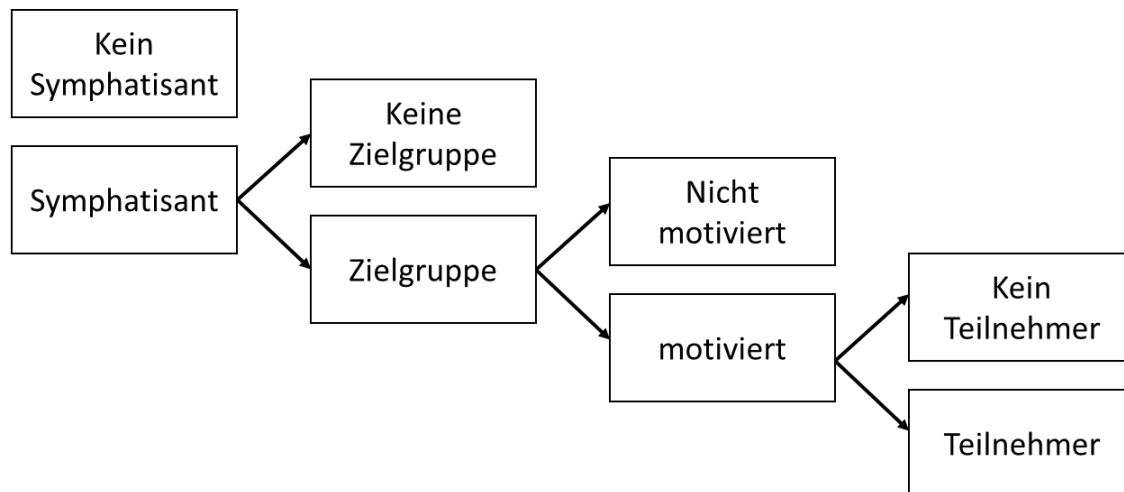 Kein
Symphatisant
Symphatisant
Keine
Zielgruppe
Zielgruppe
Nicht
motiviert
motiviert
Kein
Teilnehmer
Teilnehmer